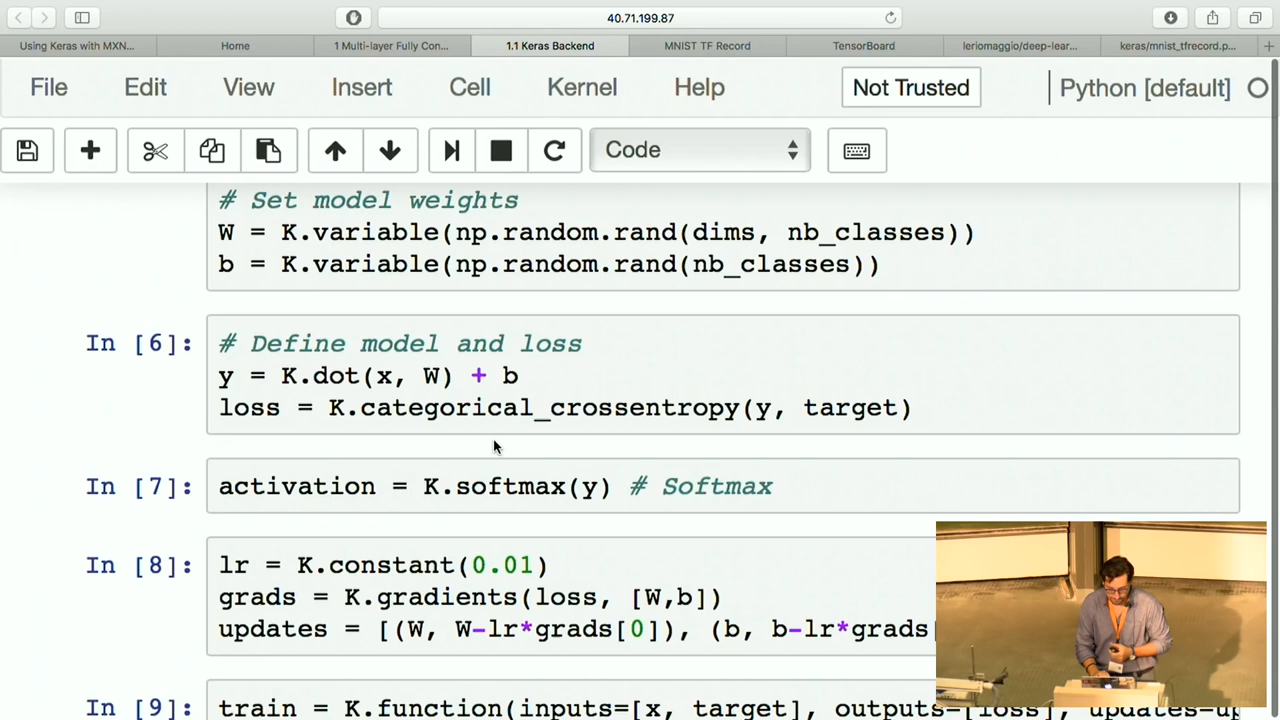 40.71.199.87
Using Keras with MXN... Home 1 Multi-layer Fully Con... 1.1 Keras Backend MNIST TF Record TensorBoard leriomaggio/deep-lear... keras/mnist_tfrecord.p...
File Edit View Insert Cell Kernel Help Not Trusted Python [default]
Code
# Set model weights
W = K.variable(np.random.rand(dims, nb_classes))
b = K.variable(np.random.rand(nb_classes))
In [6]: # Define model and loss
y = K.dot(x, W) + b
loss = K.categorical_crossentropy(y, target)
In [7]: activation = K.softmax(y) # Softmax
In [8]: lr = K.constant(0.01)
grads = K.gradients(loss, [W,b])
updates = [(W, W-lr*grads[0]), (b, b-lr*grads[
In [9]: train = K.function(inputs=[x, target], outputs=[loss], updates=up